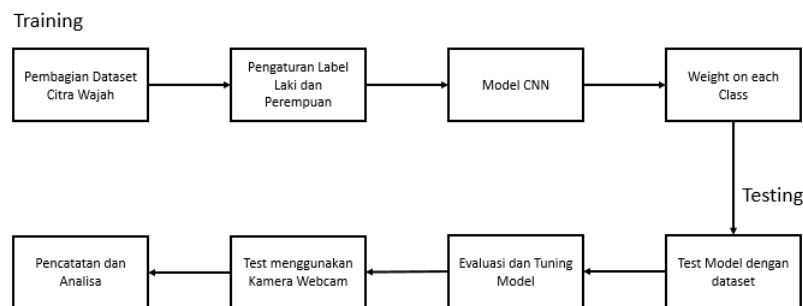 Training
Pembagian Dataset
Citra Wajah
Pengaturan Label
Laki dan
Perempuan
Model CNN
Weight on each
Class
Testing
Test Model dengan
dataset
Evaluasi dan Tuning
Model
Test menggunakan
Kamera Webcam
Pencatatan dan
Analisa